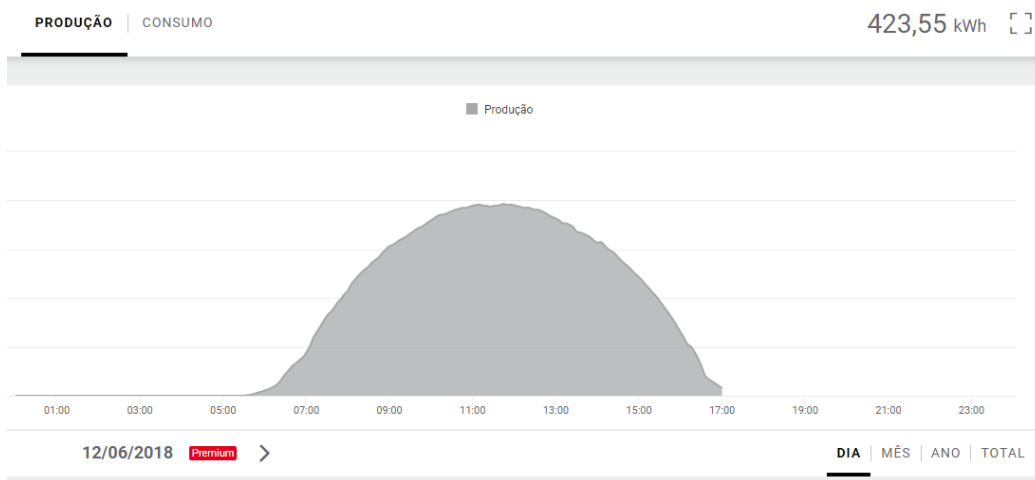 PRODUÇÃO CONSUMO 423,55 kWh
Produção
01:00 03:00 05:00 07:00 09:00 11:00 13:00 15:00 17:00 19:00 21:00 23:00
12/06/2018 Premium DIA MÊS ANO TOTAL